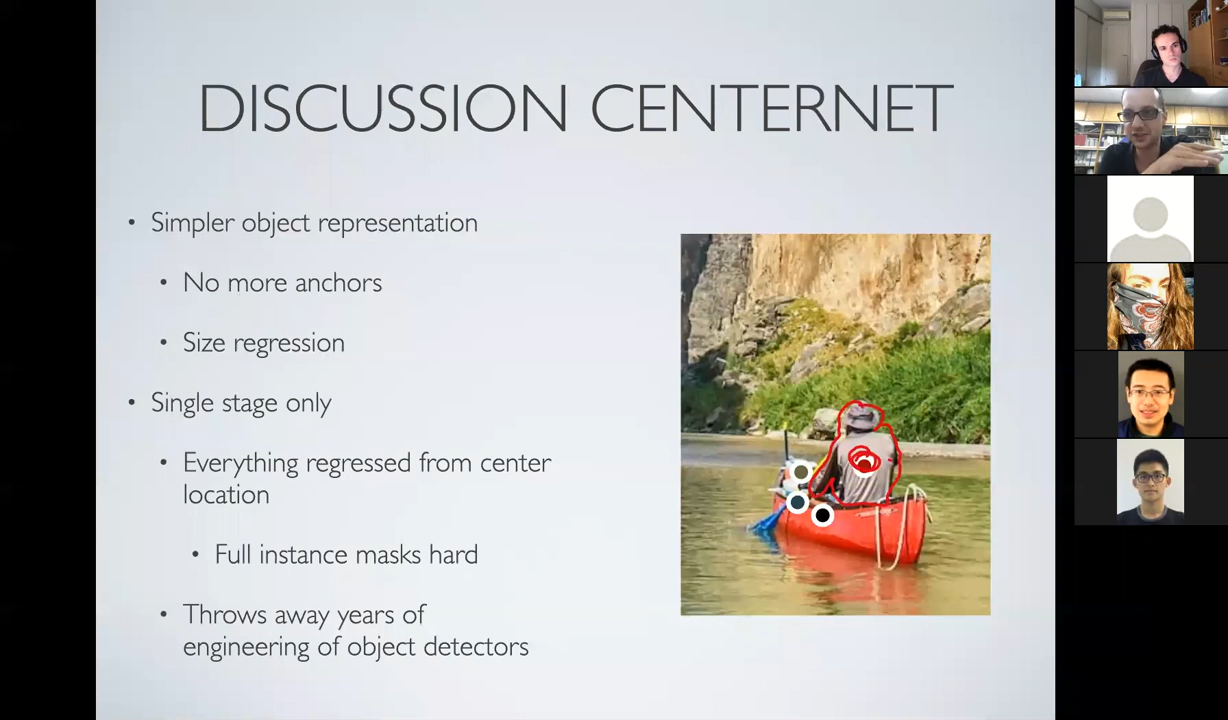 DISCUSSION CENTERNET
• Simpler object representation
• No more anchors
• Size regression
• Single stage only
• Everything regressed from center
location
• Full instance masks hard
• Throws away years of
engineering of object detectors